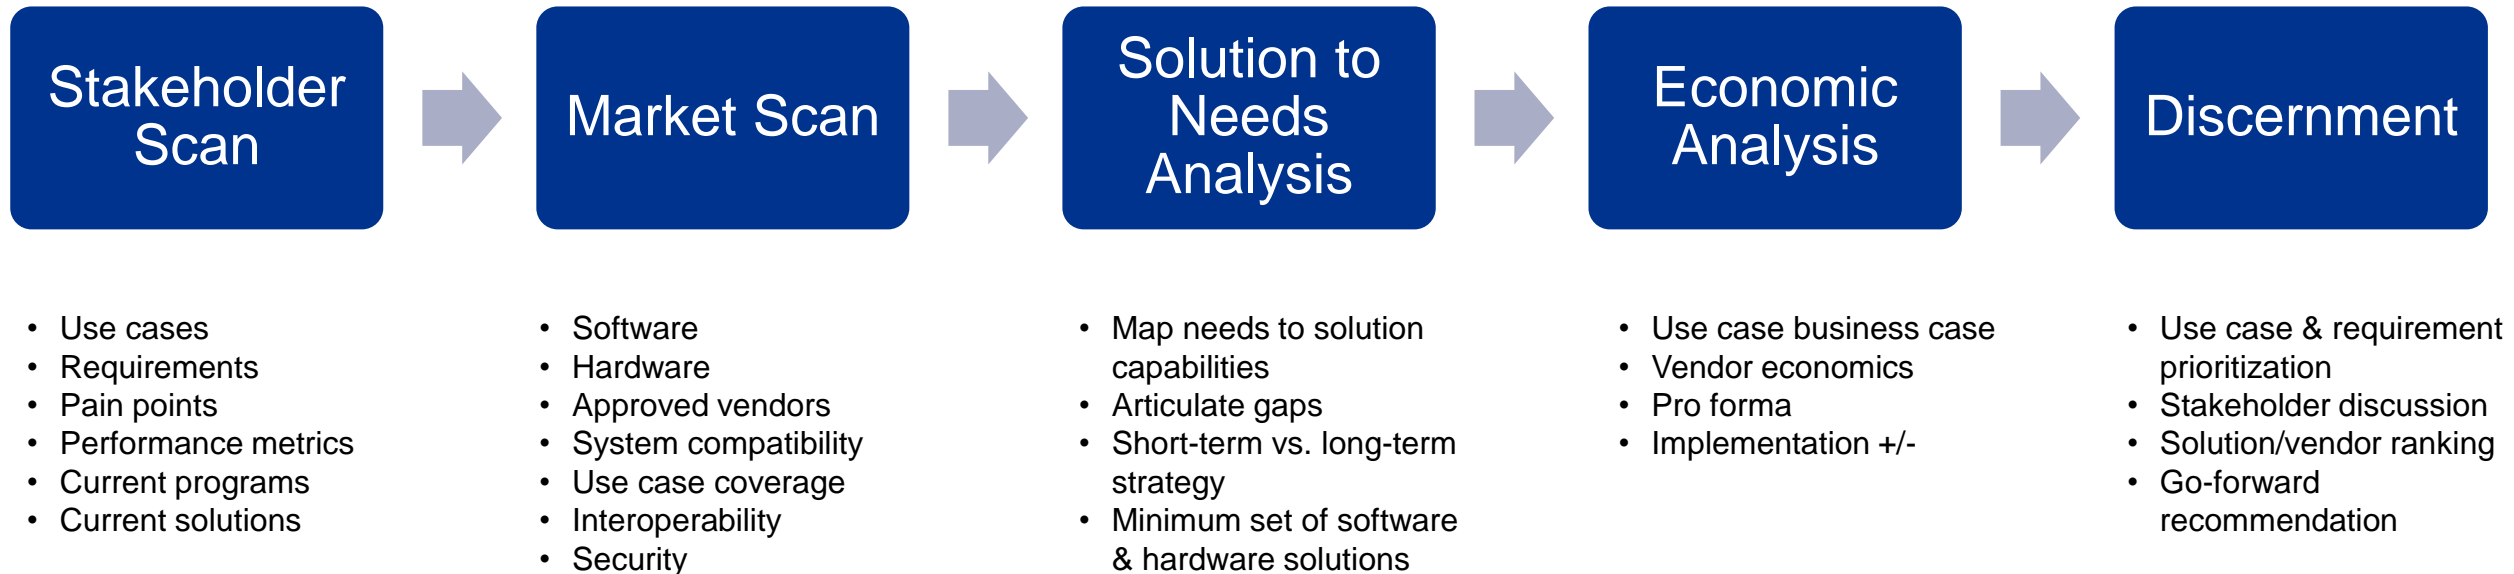 Stakeholder
Scan
Market Scan
Solution to
Needs
Analysis
Economic
Analysis
Discernment
• Use cases
• Requirements
• Pain points
• Performance metrics
• Current programs
• Current solutions
• Software
• Hardware
• Approved vendors
• System compatibility
• Use case coverage
• Interoperability
• Security
• Map needs to solution
capabilities
• Articulate gaps
• Short-term vs. long-term
strategy
• Minimum set of software
& hardware solutions
• Use case business case
• Vendor economics
• Pro forma
• Implementation +/-
• Use case & requirement
prioritization
• Stakeholder discussion
• Solution/vendor ranking
• Go-forward
recommendation